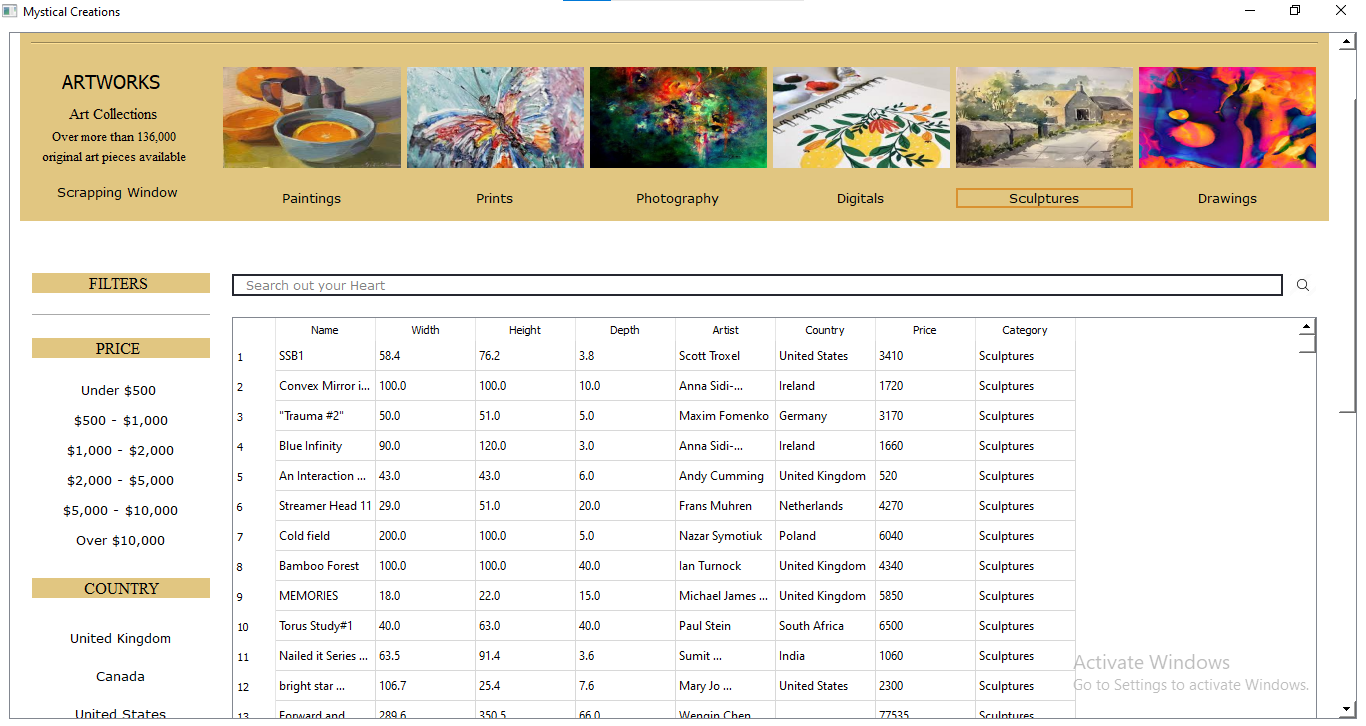 Mystical Creations
ARTWORKS
Art Collections
Over more than 136,000
original art pieces available
Scrapping Window
Paintings Prints Photography Digitals Sculptures Drawings
FILTERS
Search out your Heart
PRICE
Under $500
$500 - $1,000
$1,000 - $2,000
$2,000 - $5,000
$5,000 - $10,000
Over $10,000
COUNTRY
United Kingdom
Canada
United States
Name Width Height Depth Artist Country Price Category
1 SSB1 58.4 76.2 3.8 Scott Troxel United States 3410 Sculptures
2 Convex Mirror i... 100.0 100.0 10.0 Anna Sidi-... Ireland 1720 Sculptures
3 "Trauma #2" 50.0 51.0 5.0 Maxim Fomenko Germany 3170 Sculptures
4 Blue Infinity 90.0 120.0 3.0 Anna Sidi-... Ireland 1660 Sculptures
5 An Interaction ... 43.0 43.0 6.0 Andy Cumming United Kingdom 520 Sculptures
6 Streamer Head 11 29.0 51.0 20.0 Frans Muhren Netherlands 4270 Sculptures
7 Cold field 200.0 100.0 5.0 Nazar Symotiuk Poland 6040 Sculptures
8 Bamboo Forest 100.0 100.0 40.0 Ian Turnock United Kingdom 4340 Sculptures
9 MEMORIES 18.0 22.0 15.0 Michael James ... United Kingdom 5850 Sculptures
10 Torus Study#1 40.0 63.0 40.0 Paul Stein South Africa 6500 Sculptures
11 Nailed it Series ... 63.5 91.4 3.6 Sumit ... India 1060 Sculptures
12 bright star ... 106.7 25.4 7.6 Mary Jo ... United States 2300 Sculptures
13 Forward and 289.6 350.5 66.0 Wenqin Chen 77535 Sculptures
Activate Windows
Go to Settings to activate Windows.